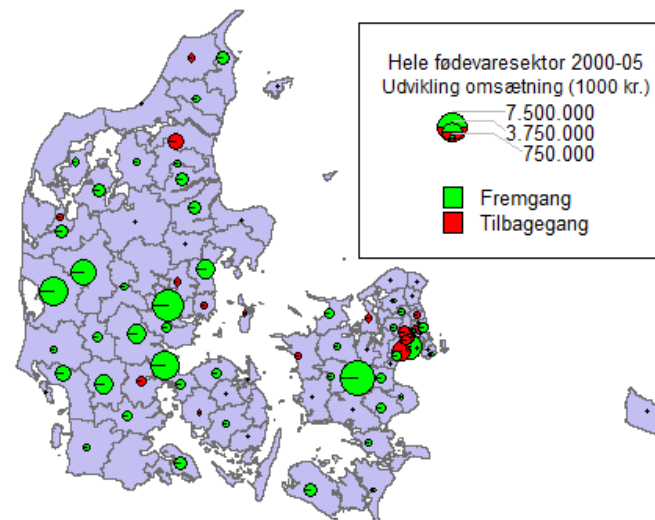 Hele fødevaresektor 2000-05
Udvikling omsætning (1000 kr.)
7.500.000
3.750.000
750.000
Fremgang
Tilbagegang